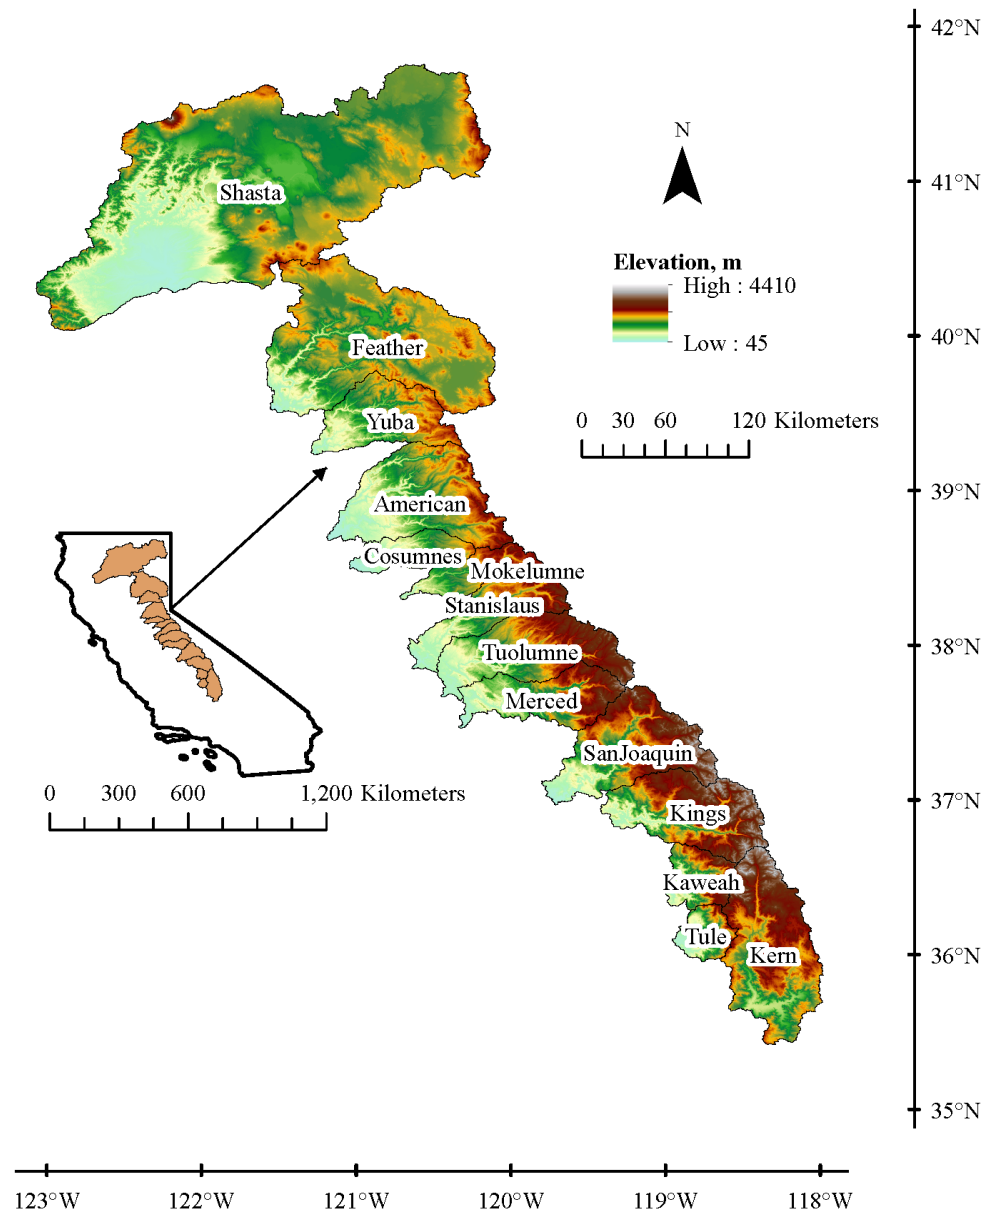 42°N
N
41°N
Shasta
Elevation, m
High : 4410
Low : 45
40°N
Feather
0 30 60 120 Kilometers
Yuba
39°N
American
Cosumnes
Mokelumne
Stanislaus
38°N
Tuolumne
Merced
SanJoaquin
0 300 600 1,200 Kilometers
37°N
Kings
Kaweah
Tule
36°N
Kern
35°N
123°W 122°W 121°W 120°W 119°W 118°W